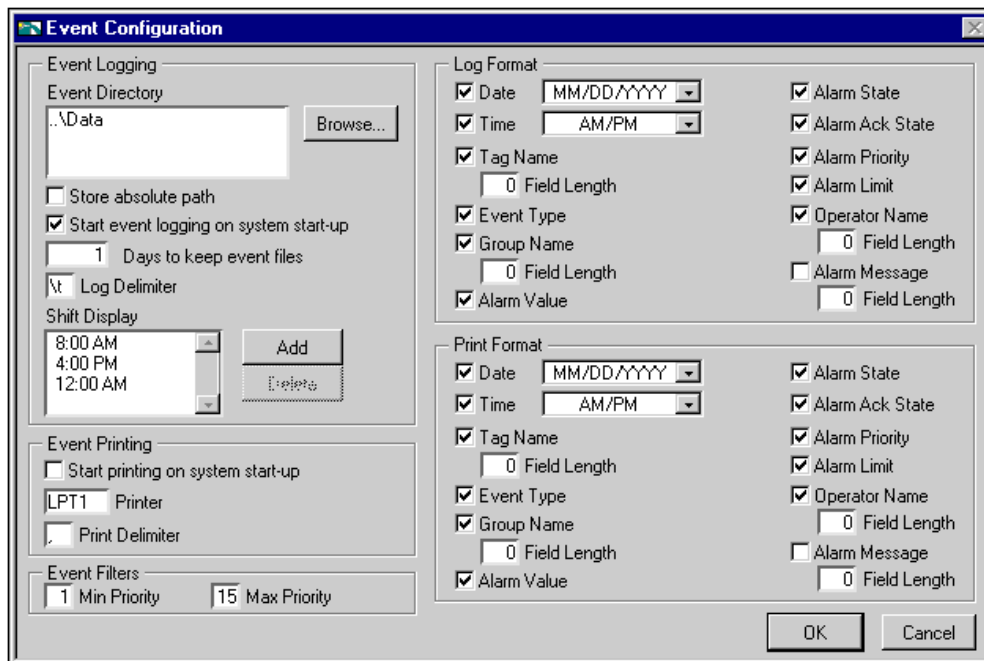 Event Configuration
Event Logging
Event Directory
..\Data
Browse...
Store absolute path
Start event logging on system start-up
1 Days to keep event files
\t Log Delimiter
Shift Display
8:00 AM
4:00 PM
12:00 AM
Add
Delete
Event Printing
Start printing on system start-up
LPT1 Printer
, Print Delimiter
Event Filters
1 Min Priority 15 Max Priority
Log Format
Date MM/DD/YYYY
Time AM/PM
Tag Name
0 Field Length
Event Type
Group Name
0 Field Length
Alarm Value
Alarm State
Alarm Ack State
Alarm Priority
Alarm Limit
Operator Name
0 Field Length
Alarm Message
0 Field Length
Print Format
Date MM/DD/YYYY
Time AM/PM
Tag Name
0 Field Length
Event Type
Group Name
0 Field Length
Alarm Value
Alarm State
Alarm Ack State
Alarm Priority
Alarm Limit
Operator Name
0 Field Length
Alarm Message
0 Field Length
OK
Cancel